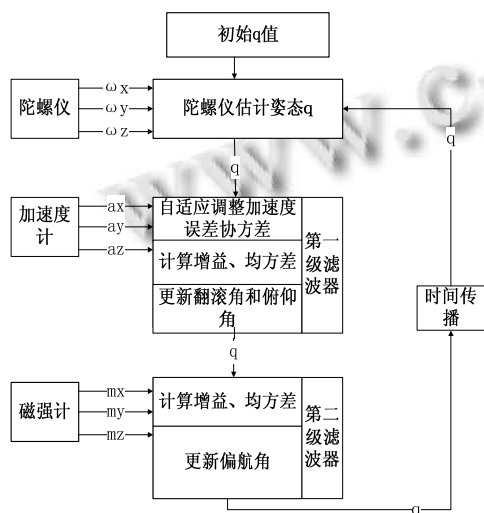 初始q值
陀螺仪
ωx
ωy
ωz
陀螺仪估计姿态q
q
q
加速度
计
ax
ay
az
自适应调整加速度
误差协方差
计算增益、均方差
更新翻滚角和俯仰
角
第一
级滤
波器
时间传
播
q
磁强计
mx
my
mz
计算增益、均方差
更新偏航角
第二
级滤
波器
q
www.c